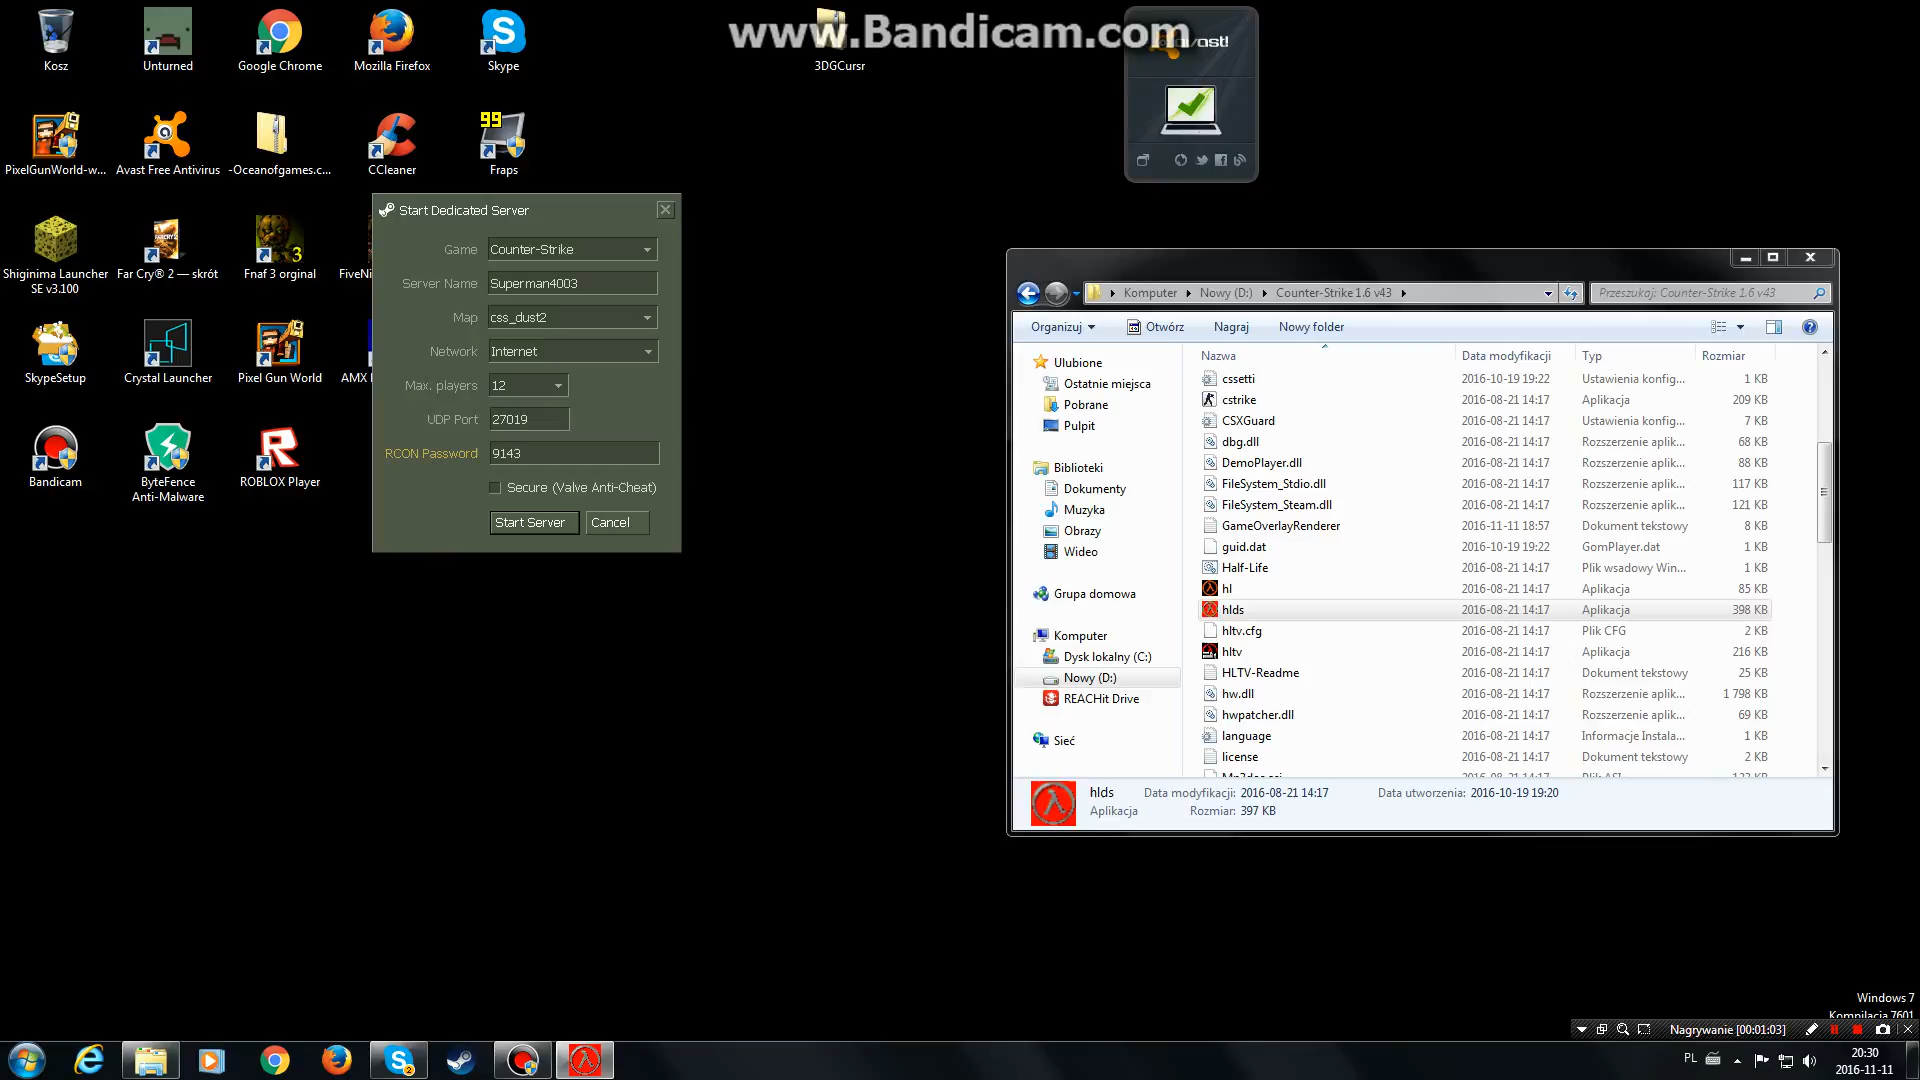 www.Bandicam.com
avast!
Kosz
Unturned
Google Chrome
Mozilla Firefox
Skype
3DGCursr
99
PixelGunWorld-w...
Avast Free Antivirus
-Oceanofgames.c...
CCleaner
Fraps
Shiginima Launcher
SE v3.100
Far Cry® 2 — skrót
3
Fnaf 3 orginal
FiveNi
SkypeSetup
Crystal Launcher
Pixel Gun World
AMX
Bandicam
ByteFence
Anti-Malware
ROBLOX Player
Start Dedicated Server
Game Counter-Strike
Server Name Superman4003
Map css_dust2
Network Internet
Max. players 12
UDP Port 27019
RCON Password 9143
Secure (Valve Anti-Cheat)
Start Server Cancel
Komputer Nowy (D:) Counter-Strike 1.6 v43
Przeszukaj: Counter-Strike 1.6 v43
Organizuj Otwórz Nagraj Nowy folder
Ulubione
Ostatnie miejsca
Pobrane
Pulpit
Biblioteki
Dokumenty
Muzyka
Obrazy
Wideo
Grupa domowa
Komputer
Dysk lokalny (C:)
Nowy (D:)
REACHit Drive
Sieć
Nazwa Data modyfikacji Typ Rozmiar
cssetti 2016-10-19 19:22 Ustawienia konfig... 1 KB
cstrike 2016-08-21 14:17 Aplikacja 209 KB
CSXGuard 2016-08-21 14:17 Ustawienia konfig... 7 KB
dbg.dll 2016-08-21 14:17 Rozszerzenie aplik... 68 KB
DemoPlayer.dll 2016-08-21 14:17 Rozszerzenie aplik... 88 KB
FileSystem_Stdio.dll 2016-08-21 14:17 Rozszerzenie aplik... 117 KB
FileSystem_Steam.dll 2016-08-21 14:17 Rozszerzenie aplik... 121 KB
GameOverlayRenderer 2016-11-11 18:57 Dokument tekstowy 8 KB
guid.dat 2016-10-19 19:22 GomPlayer.dat 1 KB
Half-Life 2016-08-21 14:17 Plik wsadowy Win... 1 KB
hl 2016-08-21 14:17 Aplikacja 85 KB
hlds 2016-08-21 14:17 Aplikacja 398 KB
hltv.cfg 2016-08-21 14:17 Plik CFG 2 KB
hltv 2016-08-21 14:17 Aplikacja 216 KB
HLTV-Readme 2016-08-21 14:17 Dokument tekstowy 25 KB
hw.dll 2016-08-21 14:17 Rozszerzenie aplik... 1 798 KB
hwpatcher.dll 2016-08-21 14:17 Rozszerzenie aplik... 69 KB
language 2016-08-21 14:17 Informacje Instala... 1 KB
license 2016-08-21 14:17 Dokument tekstowy 2 KB
hlds Data modyfikacji: 2016-08-21 14:17 Data utworzenia: 2016-10-19 19:20
Aplikacja Rozmiar: 397 KB
Windows 7
Kompilacja 7601
Nagrywanie [00:01:03]
PL
20:30
2016-11-11